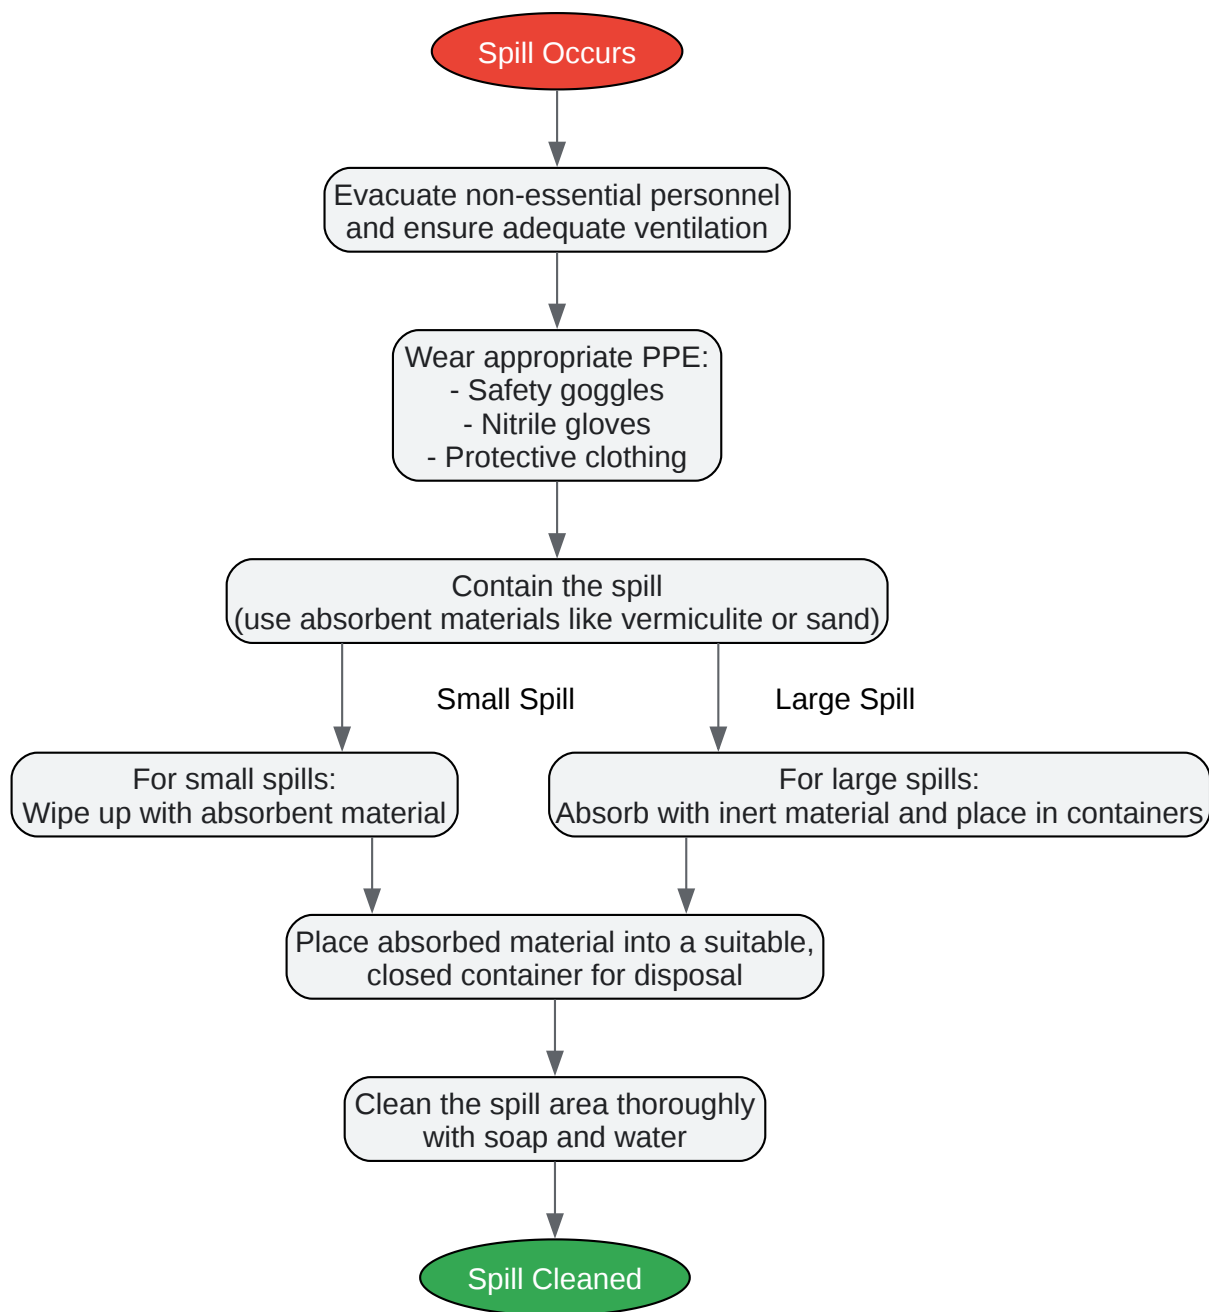 Spill Occurs
Evacuate non-essential personnel
and ensure adequate ventilation
Wear appropriate PPE:
- Safety goggles
- Nitrile gloves
- Protective clothing
Contain the spill
(use absorbent materials like vermiculite or sand)
Small Spill
Large Spill
For small spills:
Wipe up with absorbent material
For large spills:
Absorb with inert material and place in containers
Place absorbed material into a suitable,
closed container for disposal
Clean the spill area thoroughly
with soap and water
Spill Cleaned